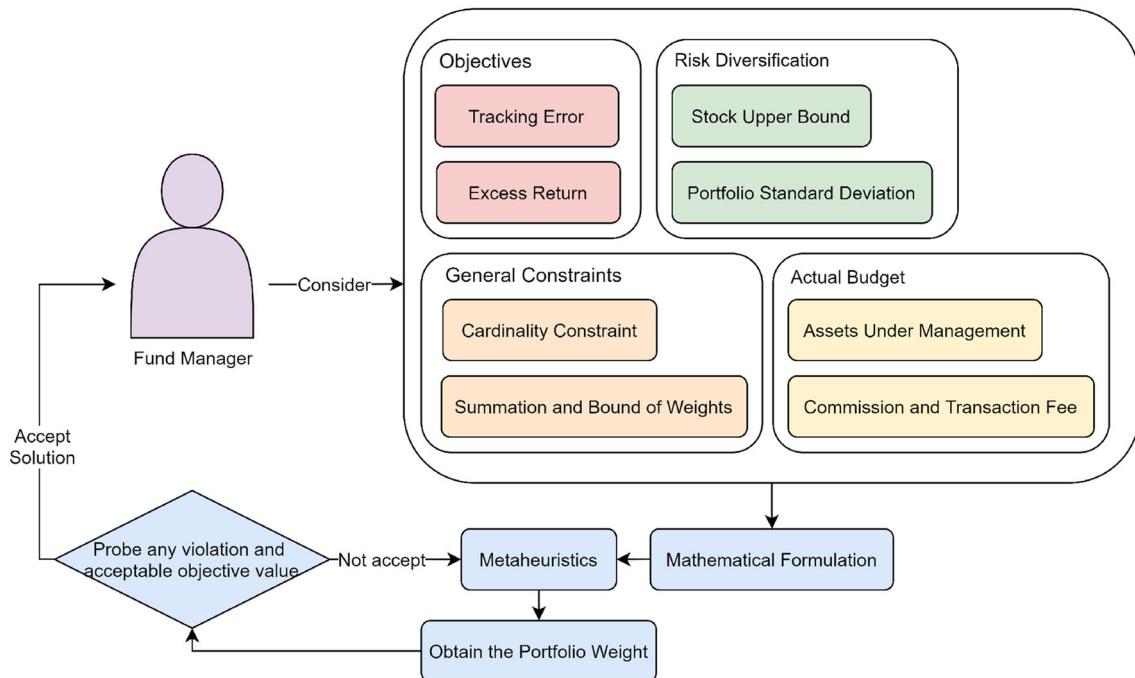 Objectives
Tracking Error
Excess Return
Risk Diversification
Stock Upper Bound
Portfolio Standard Deviation
Fund Manager
Consider
General Constraints
Cardinality Constraint
Summation and Bound of Weights
Actual Budget
Assets Under Management
Commission and Transaction Fee
Accept
Solution
Probe any violation and
acceptable objective value
Not accept
Metaheuristics
Mathematical Formulation
Obtain the Portfolio Weight